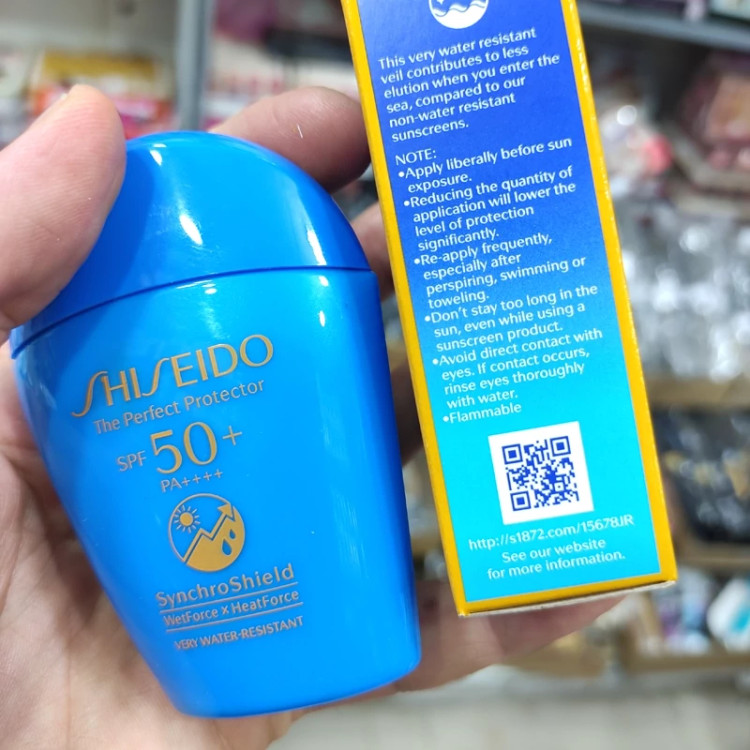 SHISEIDO
The Perfect Protector
SPF 50+
PA++++
SynchroShield
WetForce x HeatForce
VERY WATER-RESISTANT
This very water resistant
veil contributes to less
elution when you enter the
sea, compared to our
non-water resistant
sunscreens.
NOTE:
•Apply liberally before sun
exposure.
•Reducing the quantity of
application will lower the
level of protection
significantly.
•Re-apply frequently,
especially after
perspiring, swimming or
toweling.
•Don't stay too long in the
sun, even while using a
sunscreen product.
•Avoid direct contact with
eyes. If contact occurs,
rinse eyes thoroughly
with water.
•Flammable
http://s1872.com/15678JR
See our website
for more information.